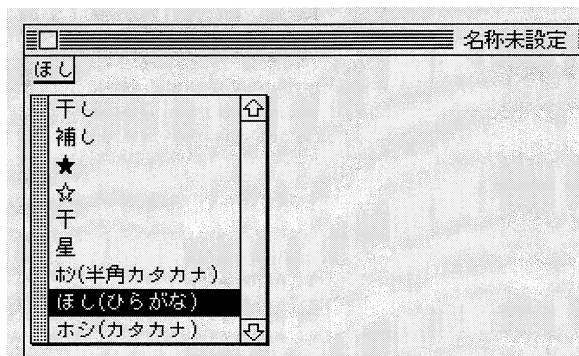 名称未設定
ほし
干し
補し
★
☆
干
星
ﾎｼ(半角カタカナ)
ほし(ひらがな)
ホシ(カタカナ)